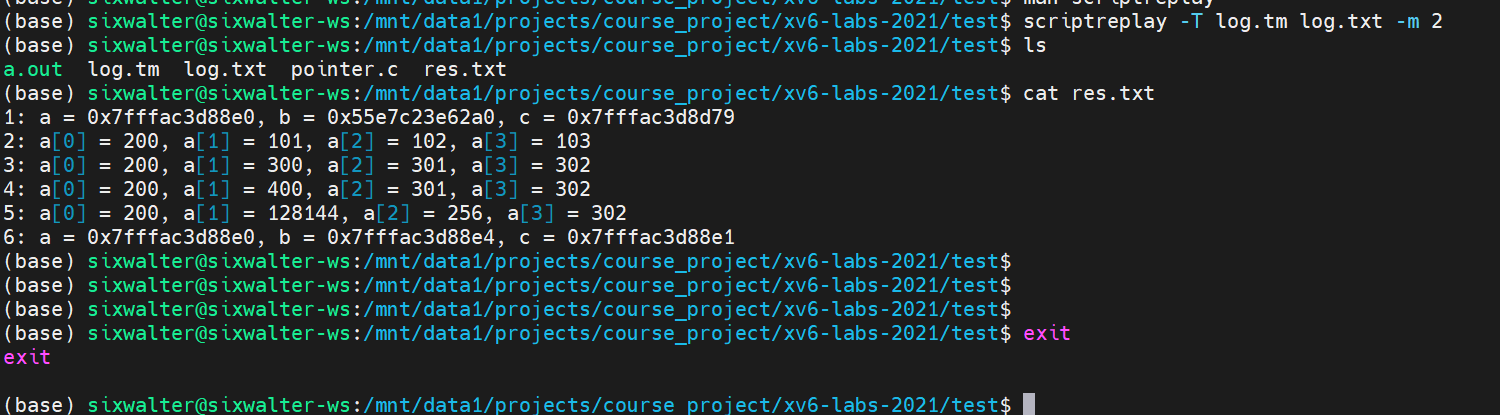 (base) sixwalter@sixwalter-ws:/mnt/data1/projects/course_project/xv6-labs-2021/test$ man scriptreplay
(base) sixwalter@sixwalter-ws:/mnt/data1/projects/course_project/xv6-labs-2021/test$ scriptreplay -T log.tm log.txt -m 2
(base) sixwalter@sixwalter-ws:/mnt/data1/projects/course_project/xv6-labs-2021/test$ ls
a.out  log.tm  log.txt  pointer.c  res.txt
(base) sixwalter@sixwalter-ws:/mnt/data1/projects/course_project/xv6-labs-2021/test$ cat res.txt
1: a = 0x7fffac3d88e0, b = 0x55e7c23e62a0, c = 0x7fffac3d8d79
2: a[0] = 200, a[1] = 101, a[2] = 102, a[3] = 103
3: a[0] = 200, a[1] = 300, a[2] = 301, a[3] = 302
4: a[0] = 200, a[1] = 400, a[2] = 301, a[3] = 302
5: a[0] = 200, a[1] = 128144, a[2] = 256, a[3] = 302
6: a = 0x7fffac3d88e0, b = 0x7fffac3d88e4, c = 0x7fffac3d88e1
(base) sixwalter@sixwalter-ws:/mnt/data1/projects/course_project/xv6-labs-2021/test$
(base) sixwalter@sixwalter-ws:/mnt/data1/projects/course_project/xv6-labs-2021/test$
(base) sixwalter@sixwalter-ws:/mnt/data1/projects/course_project/xv6-labs-2021/test$
(base) sixwalter@sixwalter-ws:/mnt/data1/projects/course_project/xv6-labs-2021/test$ exit
exit
(base) sixwalter@sixwalter-ws:/mnt/data1/projects/course_project/xv6-labs-2021/test$